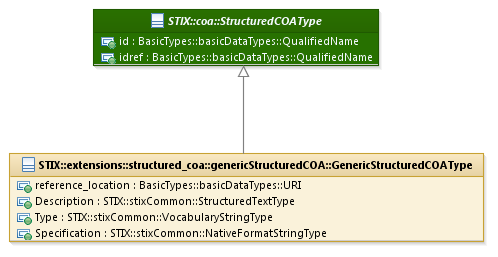 STIX::coa::StructuredCOAType
id : BasicTypes::basicDataTypes::QualifiedName
idref : BasicTypes::basicDataTypes::QualifiedName
STIX::extensions::structured_coa::genericStructuredCOA::GenericStructuredCOAType
reference_location : BasicTypes::basicDataTypes::URI
Description : STIX::stixCommon::StructuredTextType
Type : STIX::stixCommon::VocabularyStringType
Specification : STIX::stixCommon::NativeFormatStringType